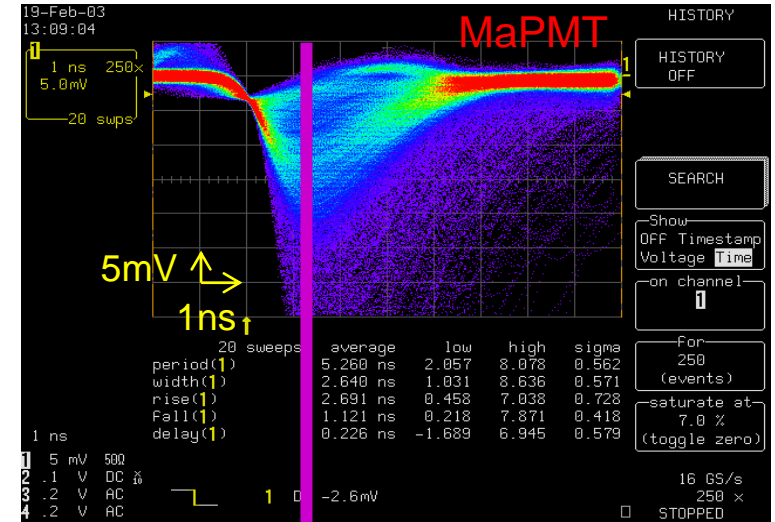 19-Feb-03
13:09:04
HISTORY
MaPMT
1
1 ns 250x
5.0mV
20 swps
HISTORY
OFF
1
SEARCH
Show
OFF Timestamp
Voltage Time
on channel
1
For
250
(events)
saturate at
7.0 %
(toggle zero)
5mV
1ns
20 sweeps average low high sigma
period(1) 5.260 ns 2.057 8.078 0.562
width(1) 2.640 ns 1.031 8.636 0.571
rise(1) 2.691 ns 0.458 7.038 0.728
fall(1) 1.121 ns 0.218 7.871 0.418
delay(1) 0.226 ns -1.689 6.945 0.579
1 ns
1 5 mV 50Ω
2 .1 V DC X10
3 .2 V AC
4 .2 V AC
1 D -2.6mV
16 GS/s
250 x
STOPPED